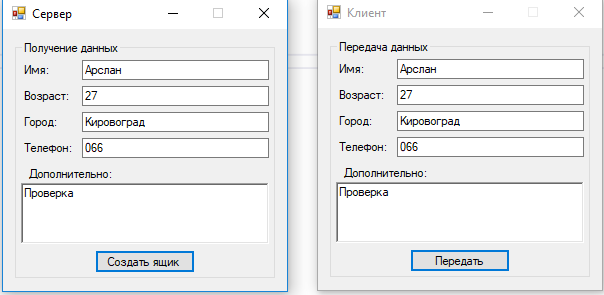 Сервер
Получение данных
Имя: Арслан
Возраст: 27
Город: Кировоград
Телефон: 066
Дополнительно:
Проверка
Создать ящик
Клиент
Передача данных
Имя: Арслан
Возраст: 27
Город: Кировоград
Телефон: 066
Дополнительно:
Проверка
Передать